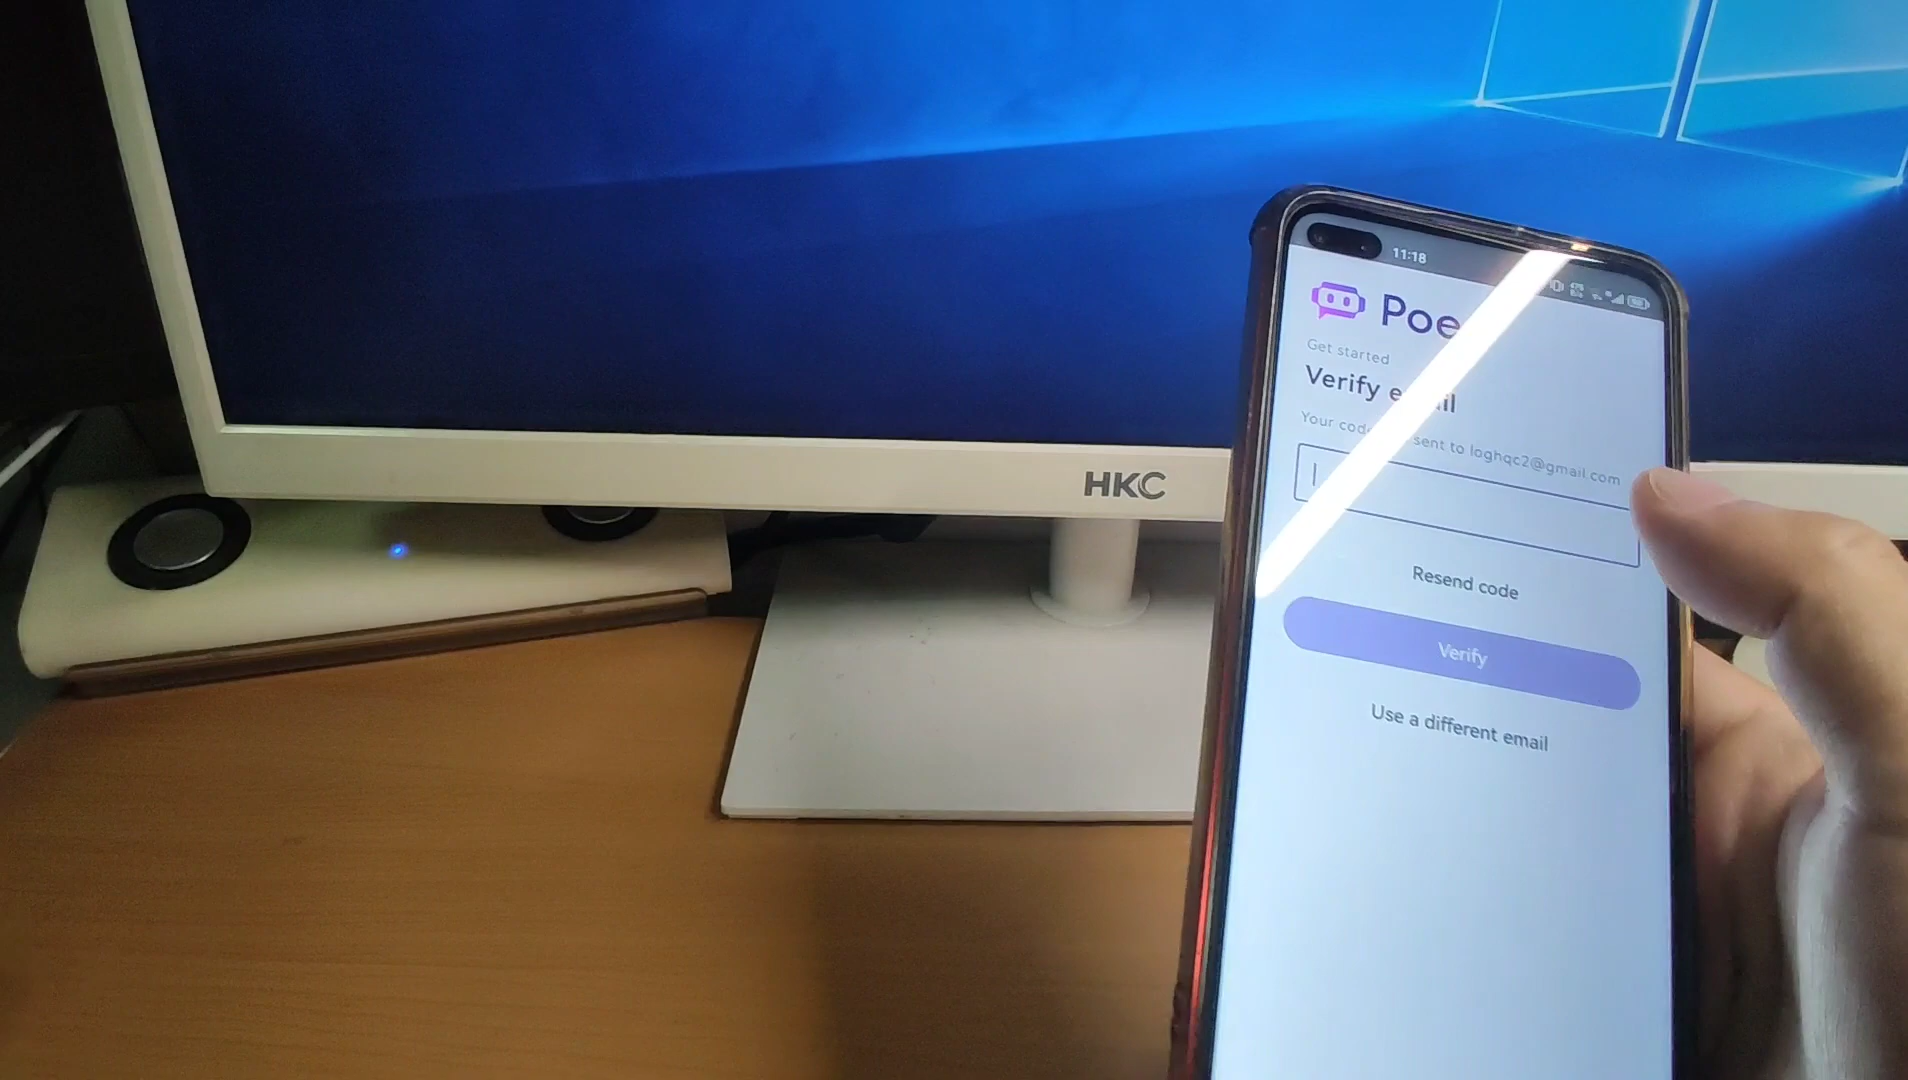 HKC
11:18
Poe
Get started
Verify email
Your code sent to loghqc2@gmail.com
Resend code
Verify
Use a different email